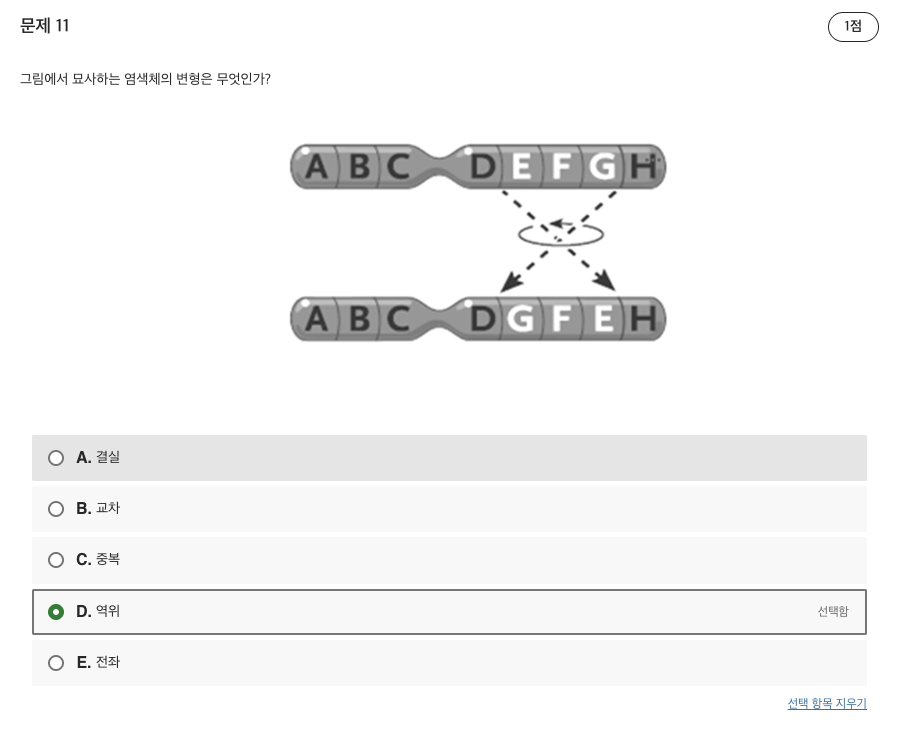 문제 11
1점
그림에서 묘사하는 염색체의 변형은 무엇인가?
A B C D E F G H
A B C D G F E H
A. 결실
B. 교차
C. 중복
D. 역위
선택함
E. 전좌
선택 항목 지우기